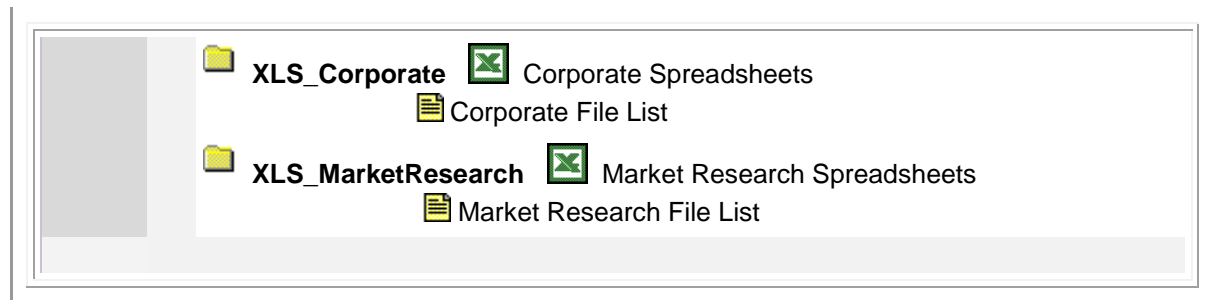 XLS_Corporate Corporate Spreadsheets
Corporate File List
XLS_MarketResearch Market Research Spreadsheets
Market Research File List